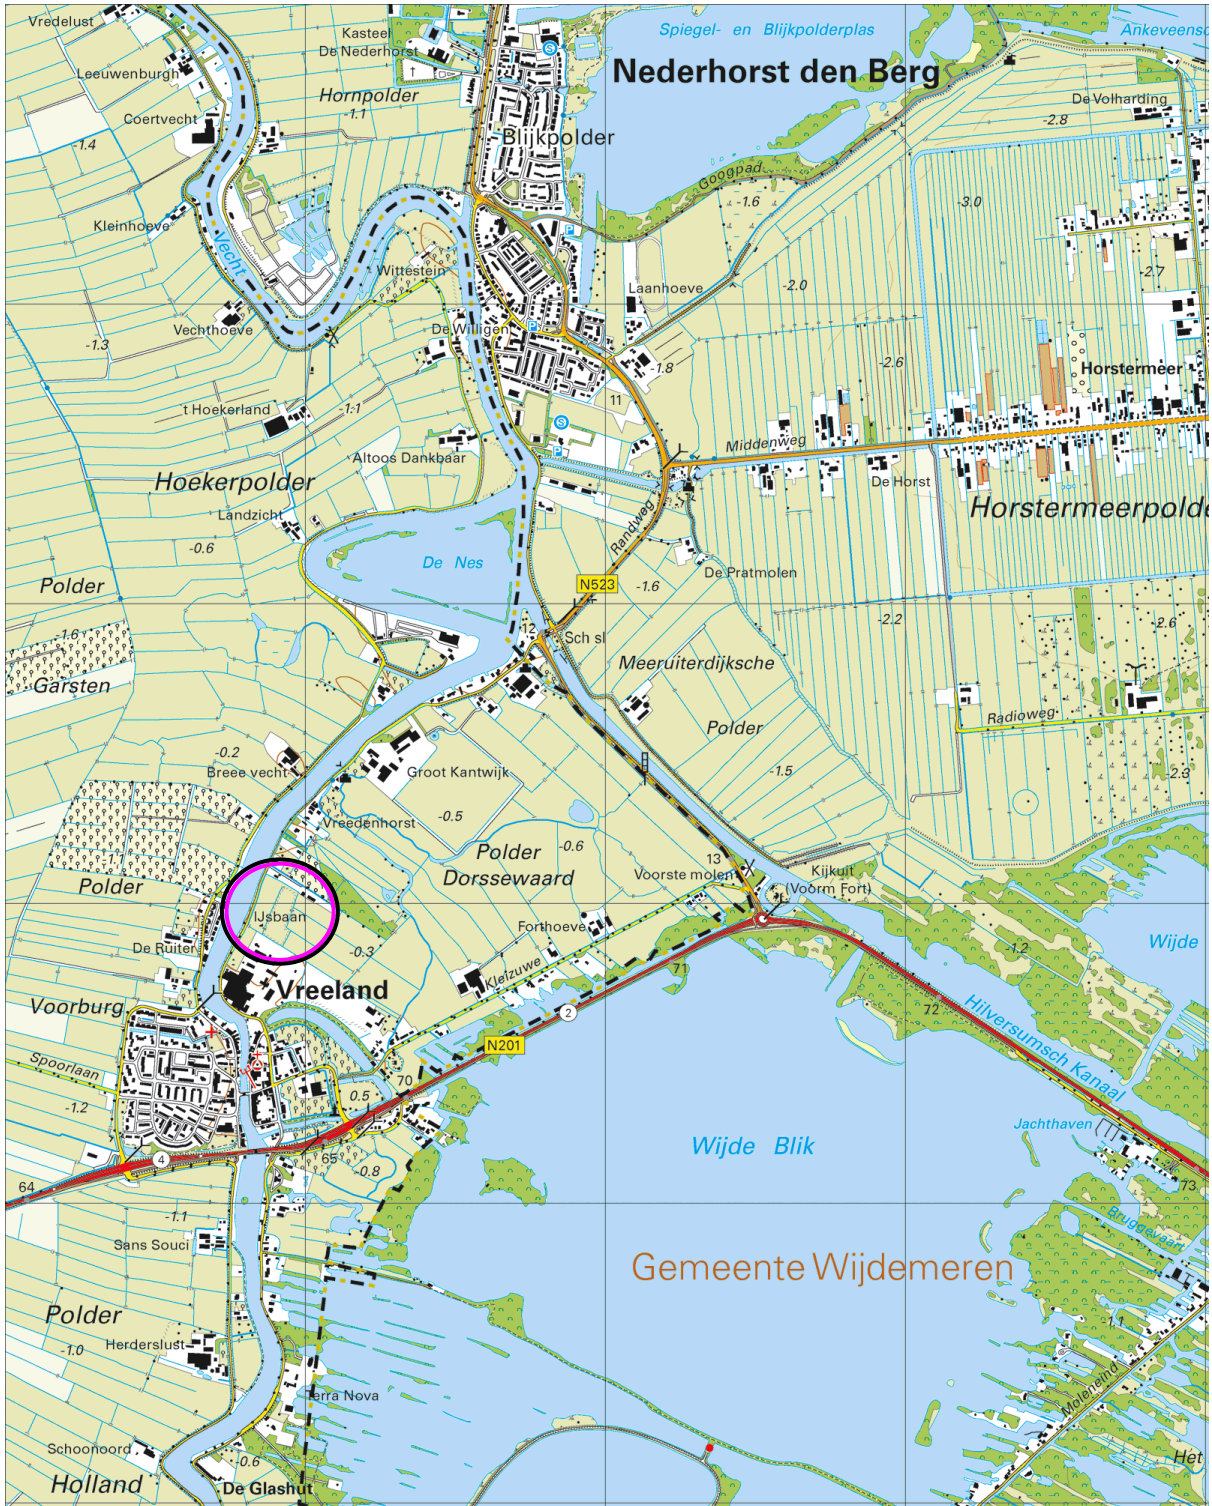 Vredelust
Kasteel
De Nederhorst
Spiegel- en Blijkpolderplas
Ankeveensc
Leeuwenburgh
Nederhorst den Berg
Hornpolder
-1.1
De Volharding
Coertvecht
-2.8
-1.4
Blijkpolder
Googpad
-1.6
-3.0
Kleinhoeve
Vecht
P
Wittestein
-2.7
Laanhoeve
-2.0
Vechthoeve
De Willigen
P
-1.3
-2.6
-1.8
Horstermeer
't Hoekerland
-1.1
11
S
Middenweg
Altoos Dankbaar
P
Hoekerpolder
De Horst
Landzicht
Randweg
Horstermeerpolde
-0.6
De Nes
De Pratmolen
Polder
N523
-1.6
-2.2
-1.6
12
Sch sl
-2.6
Meeruiterdijksche
Garsten
Radioweg
Polder
-0.2
Breee vecht
Groot Kantwijk
-1.5
-2.3
-0.5
Vreedenhorst
-0.6
Polder
Dorssewaard
13
Kijkuit
(Voorm Fort)
Voorste molen
Polder
IJsbaan
Forthoeve
De Ruiter
-0.3
-1.2
Wijde
Kleizuwe
71
Vreeland
Voorburg
2
72
Hilversumsch Kanaal
N201
Spoorlaan
70
-1.2
0.5
Jachthaven
Wijde Blik
4
65
-0.8
64
73
-1.1
Bruggevaart
Sans Souci
Gemeente Wijdemeren
Polder
-1.1
Herderslust
-1.0
Terra Nova
Moleneind
Schoonoord
-0.6
Het
Holland
De Glashut